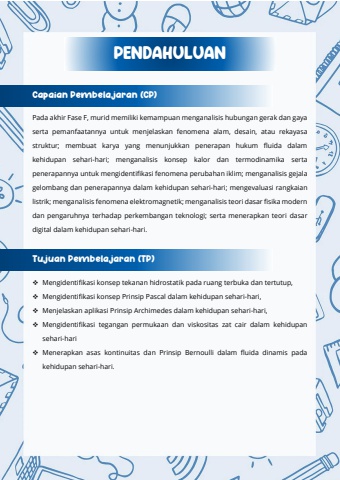 PENDAHULUAN
Capaian Pembelajaran (CP)
Pada akhir Fase F, murid memiliki kemampuan menganalisis hubungan gerak dan gaya
serta pemanfaatannya untuk menjelaskan fenomena alam, desain, atau rekayasa
struktur; membuat karya yang menunjukkan penerapan hukum fluida dalam
kehidupan sehari-hari; menganalisis konsep kalor dan termodinamika serta
penerapannya untuk mengidentifikasi fenomena perubahan iklim; menganalisis gejala
gelombang dan penerapannya dalam kehidupan sehari-hari; mengevaluasi rangkaian
listrik; menganalisis fenomena elektromagnetik; menganalisis teori dasar fisika modern
dan pengaruhnya terhadap perkembangan teknologi; serta menerapkan teori dasar
digital dalam kehidupan sehari-hari.
Tujuan Pembelajaran (TP)
❖ Mengidentifikasi konsep tekanan hidrostatik pada ruang terbuka dan tertutup,
❖ Mengidentifikasi konsep Prinsip Pascal dalam kehidupan sehari-hari,
❖ Menjelaskan aplikasi Prinsip Archimedes dalam kehidupan sehari-hari,
❖ Mengidentifikasi tegangan permukaan dan viskositas zat cair dalam kehidupan
sehari-hari
❖ Menerapkan asas kontinuitas dan Prinsip Bernoulli dalam fluida dinamis pada
kehidupan sehari-hari.